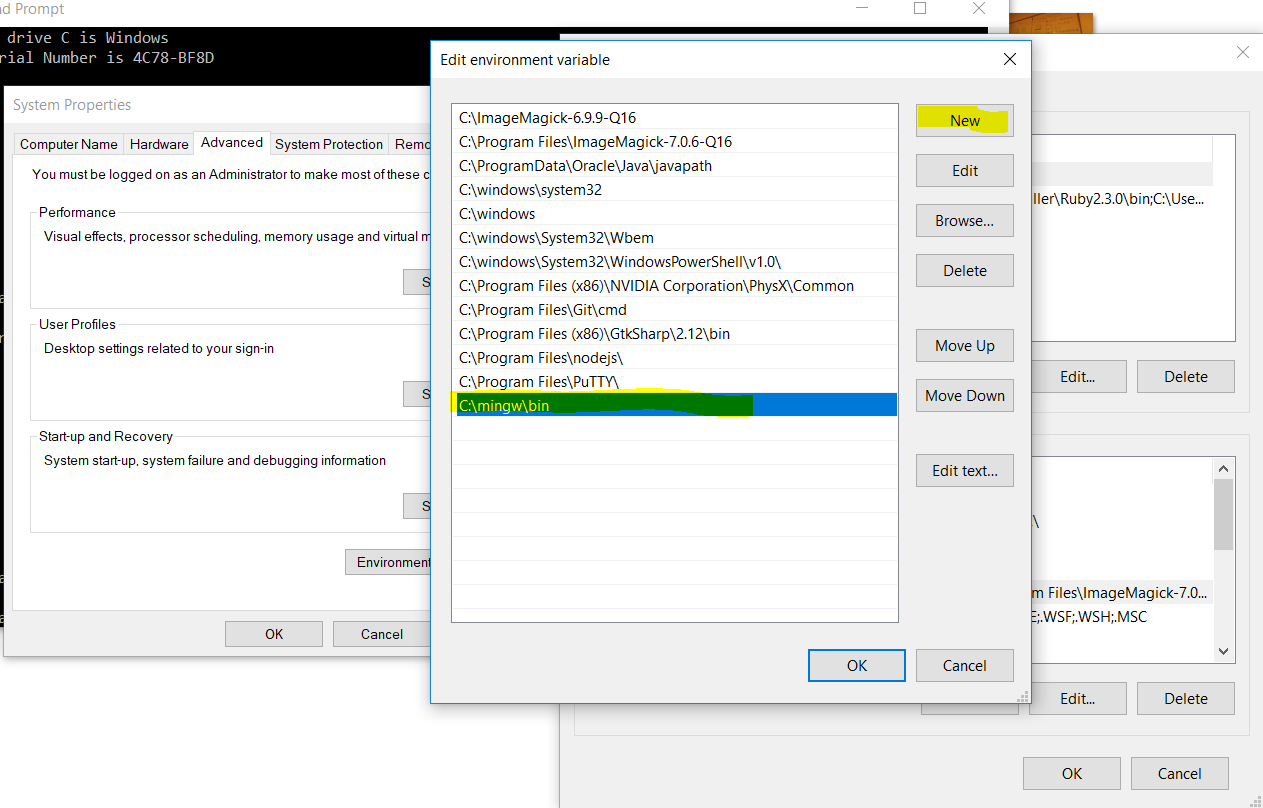 nd Prompt
drive C is Windows
rial Number is 4C78-BF8D
System Properties
Computer Name
Hardware
Advanced
System Protection
Remo
You must be logged on as an Administrator to make most of these c
Performance
Visual effects, processor scheduling, memory usage and virtual m
S
User Profiles
Desktop settings related to your sign-in
S
Start-up and Recovery
System start-up, system failure and debugging information
S
Environment
OK
Cancel
Edit environment variable
C:\ImageMagick-6.9.9-Q16
C:\Program Files\ImageMagick-7.0.6-Q16
C:\ProgramData\Oracle\Java\javapath
C:\windows\system32
C:\windows
C:\windows\System32\Wbem
C:\windows\System32\WindowsPowerShell\v1.0\
C:\Program Files (x86)\NVIDIA Corporation\PhysX\Common
C:\Program Files\Git\cmd
C:\Program Files (x86)\GtkSharp\2.12\bin
C:\Program Files\nodejs\
C:\Program Files\PuTTY\
C:\mingw\bin
New
Edit
Browse...
Delete
Move Up
Move Down
Edit text...
OK
Cancel
ller\Ruby2.3.0\bin;C:\Use...
Edit...
Delete
\
m Files\ImageMagick-7.0...
E;.WSF;.WSH;.MSC
Edit...
Delete
OK
Cancel